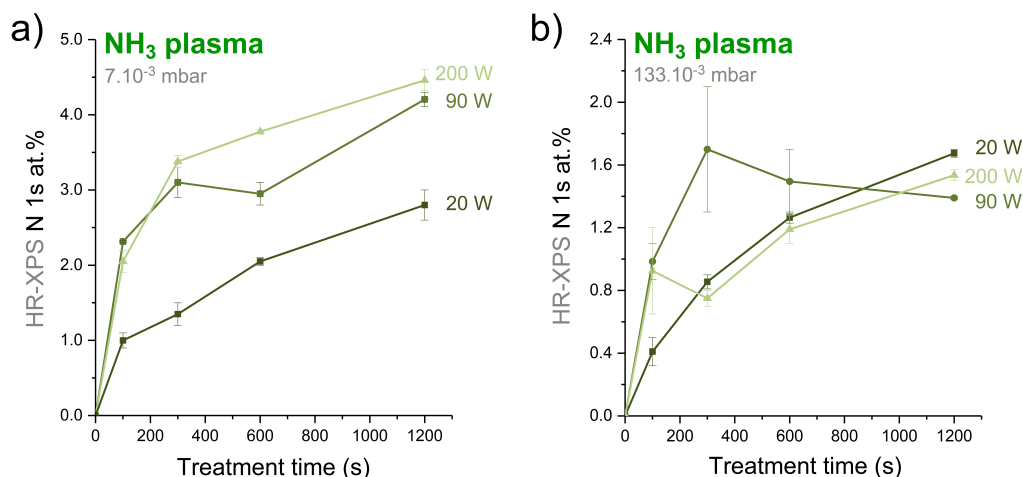 a)
NH₃ plasma
7.10⁻³ mbar
200 W
90 W
20 W
HR-XPS N 1s at.%
5.0
4.0
3.0
2.0
1.0
0.0
0 200 400 600 800 1000 1200
Treatment time (s)
b)
NH₃ plasma
133.10⁻³ mbar
20 W
200 W
90 W
HR-XPS N 1s at.%
2.4
2.0
1.6
1.2
0.8
0.4
0.0
0 200 400 600 800 1000 1200
Treatment time (s)